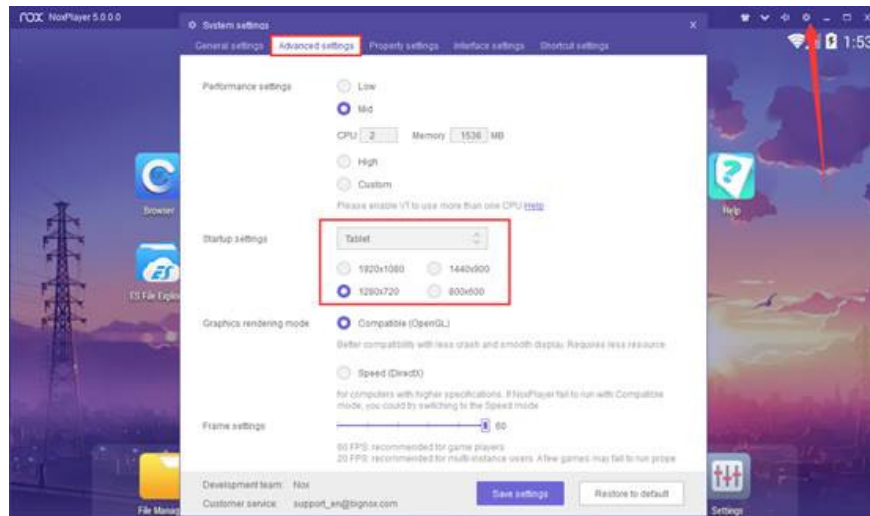 nox NoxPlayer 5.0.0.0
System settings X
General settings Advanced settings Property settings Interface settings Shortcut settings
1:53
Performance settings Low
Mid
CPU 2 Memory 1536 MB
High
Custom
Please enable VT to use more than one CPU Help
Browser
Help
Startup settings Tablet
1920x1080 1440x900
1280x720 800x600
ES File Explo
Graphics rendering mode Compatible (OpenGL)
Better compatibility with less crash and smooth display. Requires less resource
Speed (DirectX)
for computers with higher specifications. If NoxPlayer fail to run with Compatible
mode, you could try switching to the Speed mode
Frame settings 60
60 FPS: recommended for game players
20 FPS: recommended for multi-instance users. A few games may fail to run prope
Development team: Nox
Customer service: support_en@bignox.com
Save settings Restore to default
File Manag
Settings